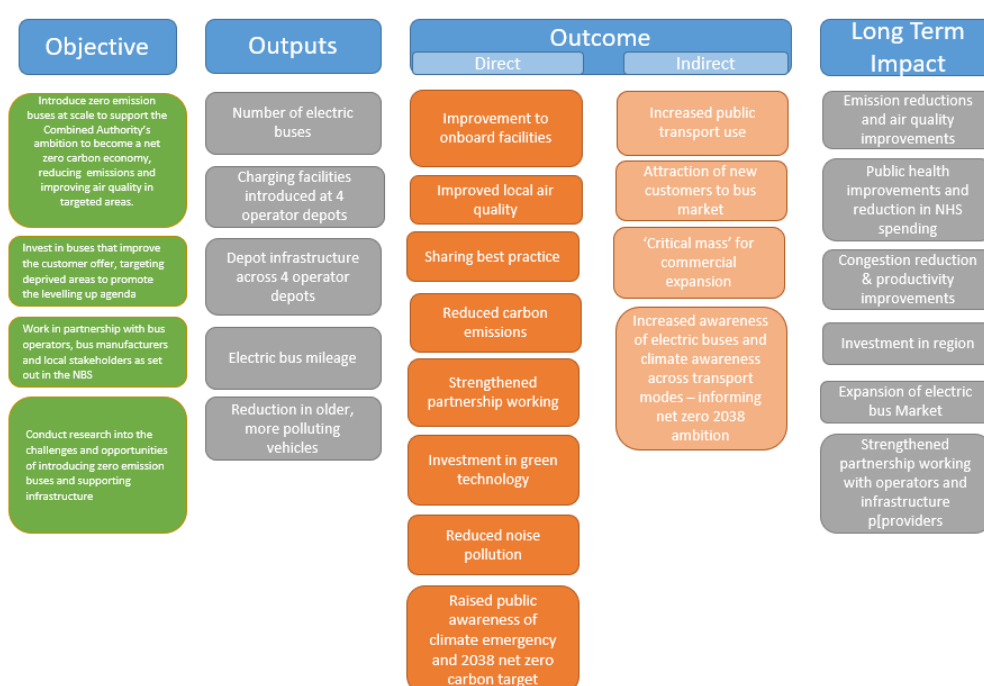 Objective
Outputs
Outcome
Direct
Indirect
Long Term
Impact
Introduce zero emission
buses at scale to support the
Combined Authority's
ambition to become a net
zero carbon economy,
reducing emissions and
improving air quality in
targeted areas.
Invest in buses that improve
the customer offer, targeting
deprived areas to promote
the levelling up agenda
Work in partnership with bus
operators, bus manufacturers
and local stakeholders as set
out in the NBS
Conduct research into the
challenges and opportunities
of introducing zero emission
buses and supporting
infrastructure
Number of electric
buses
Charging facilities
introduced at 4
operator depots
Depot infrastructure
across 4 operator
depots
Electric bus mileage
Reduction in older,
more polluting
vehicles
Improvement to
onboard facilities
Improved local air
quality
Sharing best practice
Reduced carbon
emissions
Strengthened
partnership working
Investment in green
technology
Reduced noise
pollution
Raised public
awareness of
climate emergency
and 2038 net zero
carbon target
Increased public
transport use
Attraction of new
customers to bus
market
'Critical mass' for
commercial
expansion
Increased awareness
of electric buses and
climate awareness
across transport
modes – informing
net zero 2038
ambition
Emission reductions
and air quality
improvements
Public health
improvements and
reduction in NHS
spending
Congestion reduction
& productivity
improvements
Investment in region
Expansion of electric
bus Market
Strengthened
partnership working
with operators and
infrastructure
p[providers